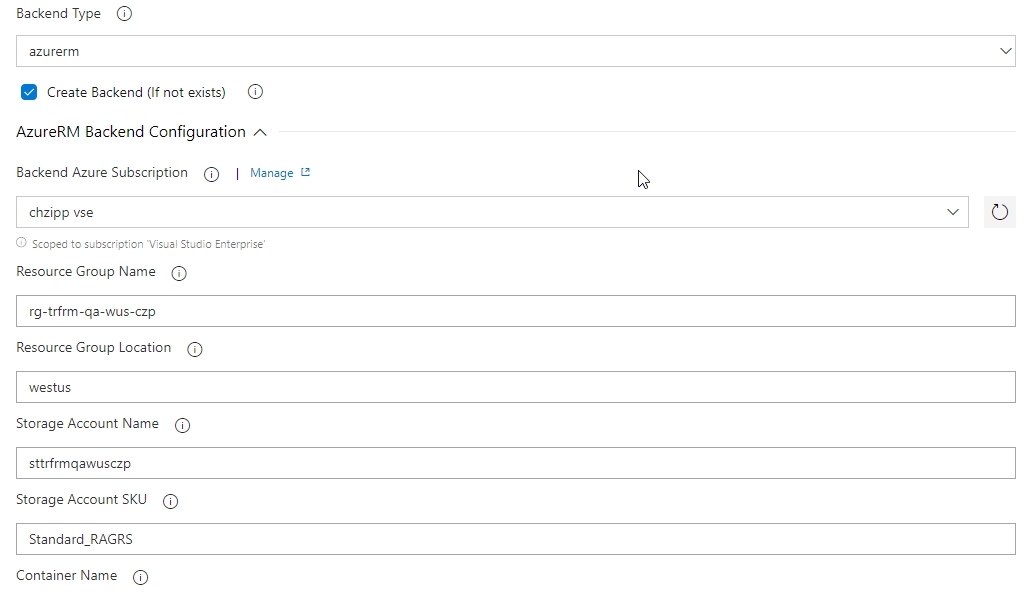 Backend Type
azurerm
Create Backend (If not exists)
AzureRM Backend Configuration
Backend Azure Subscription | Manage
chzipp vse
Scoped to subscription 'Visual Studio Enterprise'
Resource Group Name
rg-trfrm-qa-wus-czp
Resource Group Location
westus
Storage Account Name
sttrfrmqawusczp
Storage Account SKU
Standard_RAGRS
Container Name